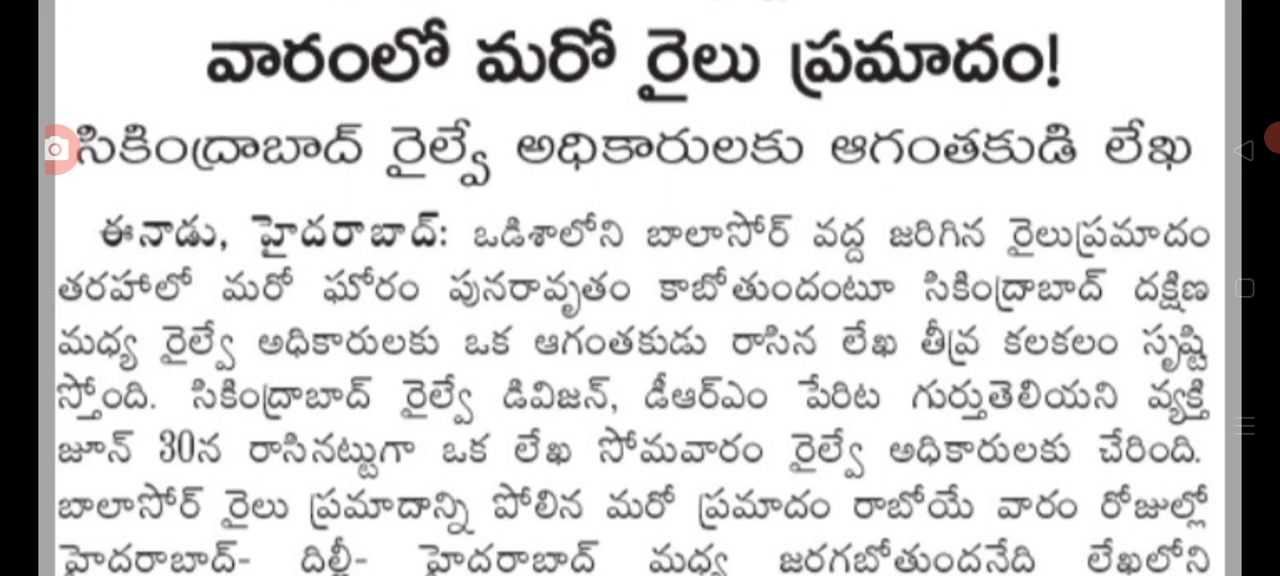 వారంలో మరో రైలు ప్రమాదం!
సికింద్రాబాద్ రైల్వే అధికారులకు ఆగంతకుడి లేఖ
ఈనాడు, హైదరాబాద్: ఒడిశాలోని బాలాసోర్ వద్ద జరిగిన రైలుప్రమాదం
తరహాలో మరో ఘోరం పునరావృతం కాబోతుందంటూ సికింద్రాబాద్ దక్షిణ
మధ్య రైల్వే అధికారులకు ఒక ఆగంతకుడు రాసిన లేఖ తీవ్ర కలకలం సృష్టి
స్తోంది. సికింద్రాబాద్ రైల్వే డివిజన్, డీఆర్ఎం పేరిట గుర్తుతెలియని వ్యక్తి
జూన్ 30న రాసినట్టుగా ఒక లేఖ సోమవారం రైల్వే అధికారులకు చేరింది.
బాలాసోర్ రైలు ప్రమాదాన్ని పోలిన మరో ప్రమాదం రాబోయే వారం రోజుల్లో
హైదరాబాద్- దిల్లీ- హైదరాబాద్ మధ్య జరగబోతుందనేది లేఖలోని